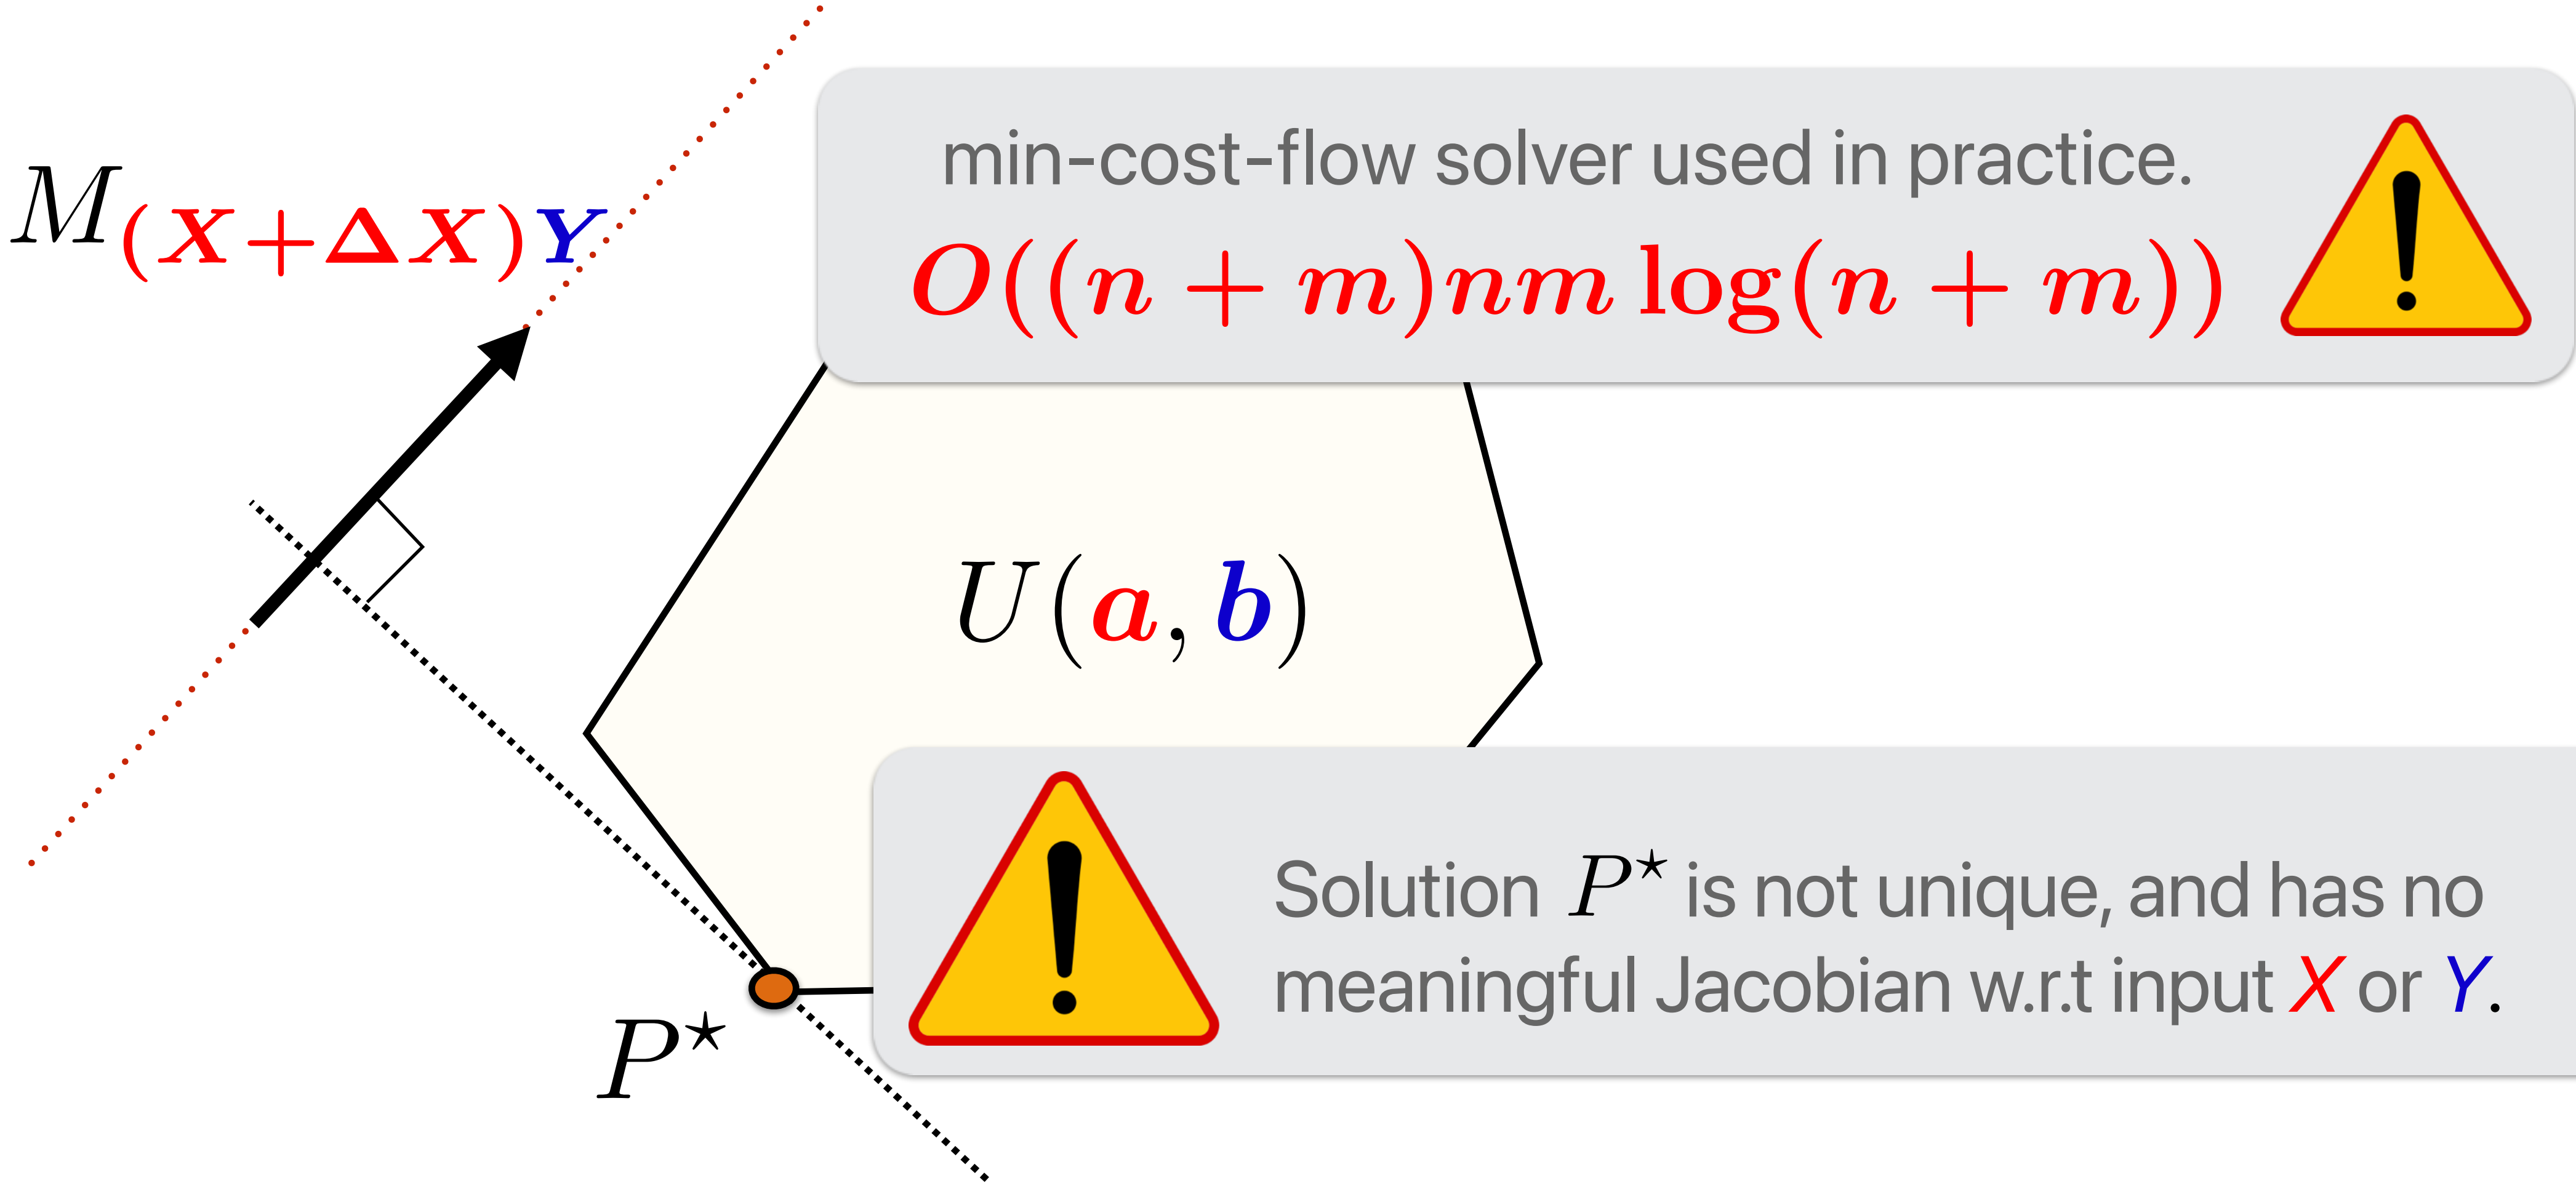 M_{(X+ΔX)Y}
min-cost-flow solver used in practice.
O((n + m)nm log(n + m))
U(a, b)
Solution P⋆ is not unique, and has no
meaningful Jacobian w.r.t input X or Y.
P⋆